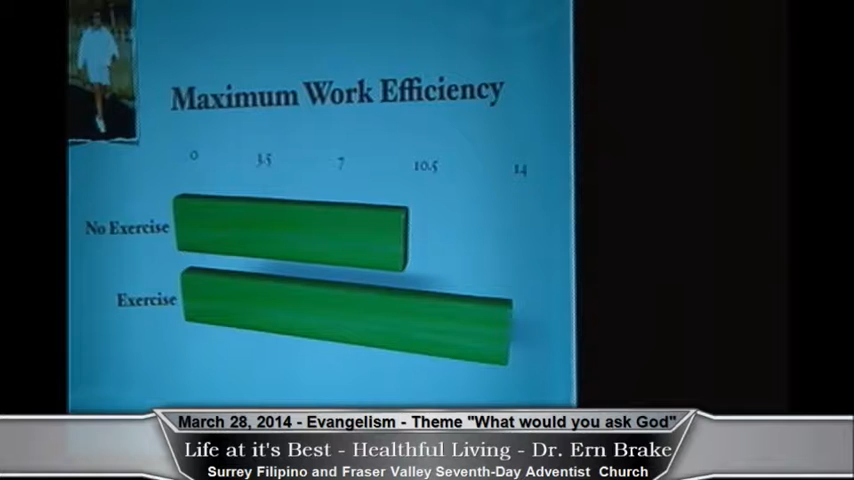 Maximum Work Efficiency
0 3.5 7 10.5 14
No Exercise
Exercise
March 28, 2014 - Evangelism - Theme "What would you ask God"
Life at it's Best - Healthful Living - Dr. Ern Brake
Surrey Filipino and Fraser Valley Seventh-Day Adventist Church